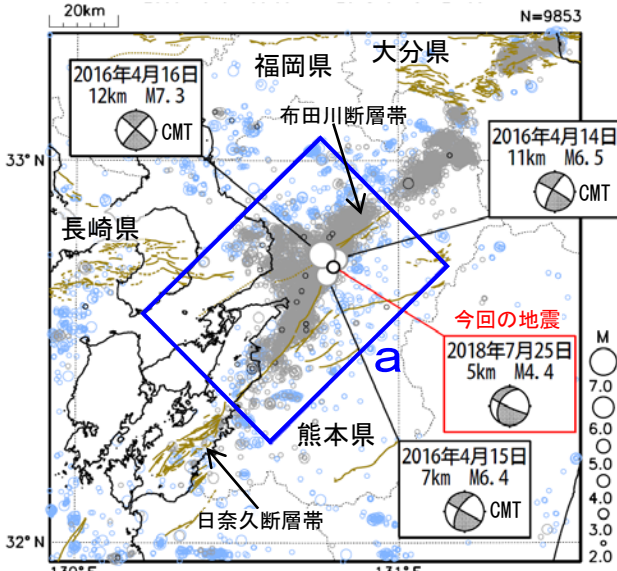 20km
N=9853
大分県
福岡県
2016年4月16日
12km M7.3
CMT
布田川断層帯
2016年4月14日
11km M6.5
CMT
33°N
長崎県
今回の地震
2018年7月25日
5km M4.4
a
M
7.0
6.0
5.0
4.0
3.0
2.0
熊本県
2016年4月15日
7km M6.4
CMT
日奈久断層帯
32°N